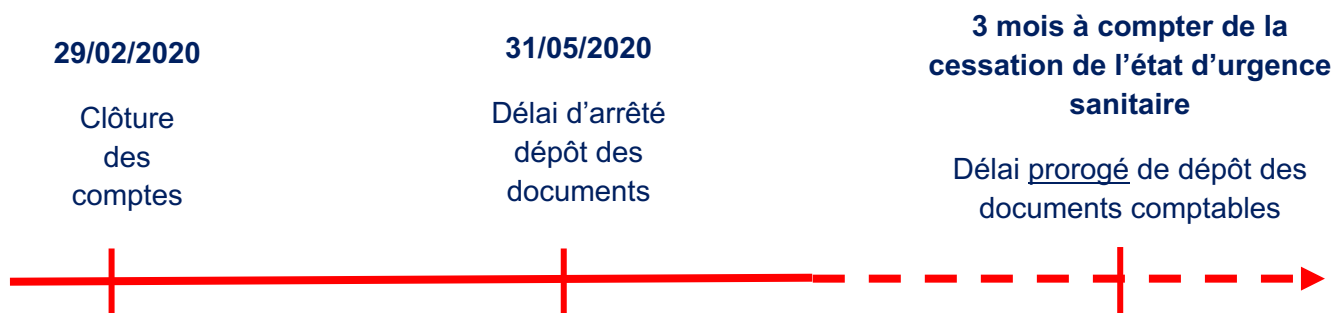 29/02/2020
Clôture
des
comptes
31/05/2020
Délai d’arrêté
dépôt des
documents
3 mois à compter de la
cessation de l’état d’urgence
sanitaire
Délai prorogé de dépôt des
documents comptables